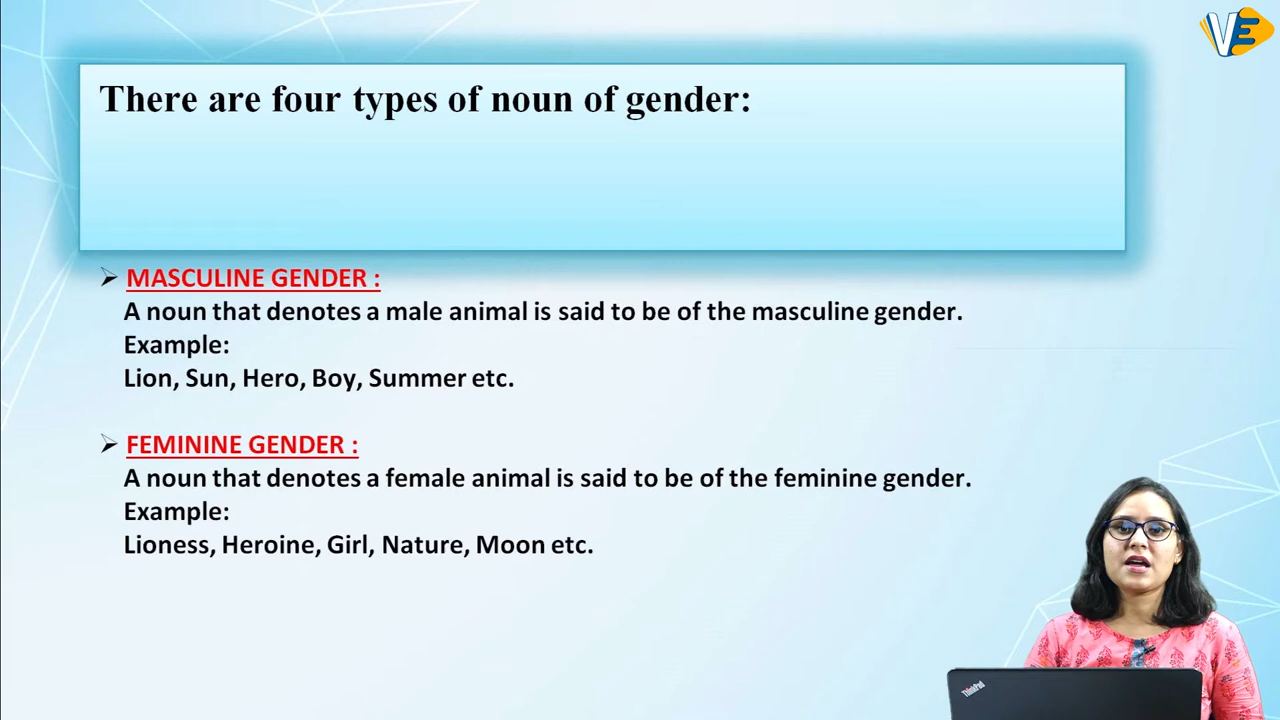 VE
There are four types of noun of gender:
➢ MASCULINE GENDER :
A noun that denotes a male animal is said to be of the masculine gender.
Example:
Lion, Sun, Hero, Boy, Summer etc.
➢ FEMININE GENDER :
A noun that denotes a female animal is said to be of the feminine gender.
Example:
Lioness, Heroine, Girl, Nature, Moon etc.
ThinkPad